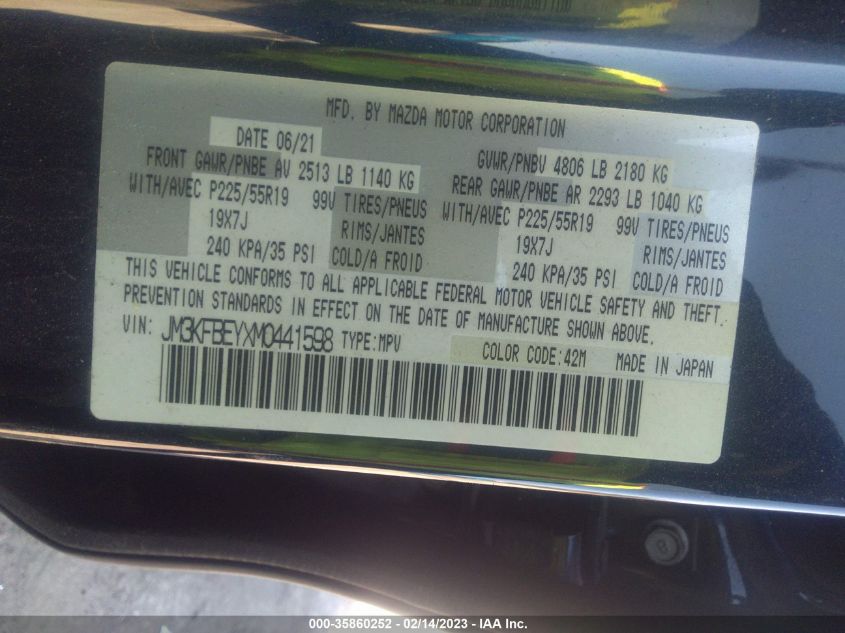 MFD. BY MAZDA MOTOR CORPORATION
DATE 06/21
GVWR/PNBV 4806 LB 2180 KG
FRONT GAWR/PNBE AV 2513 LB 1140 KG
REAR GAWR/PNBE AR 2293 LB 1040 KG
WITH/AVEC P225/55R19 99V TIRES/PNEUS
WITH/AVEC P225/55R19 99V TIRES/PNEUS
19X7J RIMS/JANTES
19X7J RIMS/JANTES
240 KPA/35 PSI COLD/A FROID
240 KPA/35 PSI COLD/A FROID
THIS VEHICLE CONFORMS TO ALL APPLICABLE FEDERAL MOTOR VEHICLE SAFETY AND THEFT
PREVENTION STANDARDS IN EFFECT ON THE DATE OF MANUFACTURE SHOWN ABOVE.
VIN: JM3KFBEYXM0441598 TYPE:MPV
COLOR CODE:42M MADE IN JAPAN
000-35860252 - 02/14/2023 - IAA Inc.